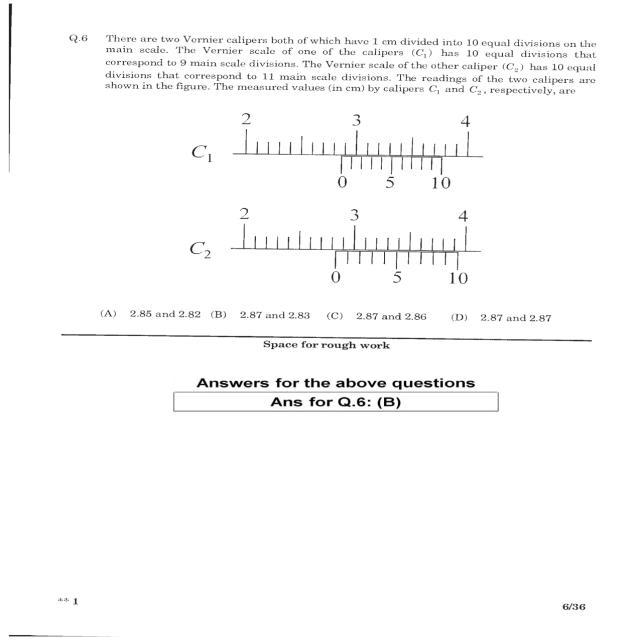 Q.6 There are two Vernier calipers both of which have 1 cm divided into 10 equal divisions on the
main scale. The Vernier scale of one of the calipers (C₁) has 10 equal divisions that
correspond to 9 main scale divisions. The Vernier scale of the other caliper (C₂) has 10 equal
divisions that correspond to 11 main scale divisions. The readings of the two calipers are
shown in the figure. The measured values (in cm) by calipers C₁ and C₂, respectively, are
2 3 4
C₁
0 5 10
2 3 4
C₂
0 5 10
(A) 2.85 and 2.82 (B) 2.87 and 2.83 (C) 2.87 and 2.86 (D) 2.87 and 2.87
Space for rough work
Answers for the above questions
Ans for Q.6: (B)
** 1 6/36